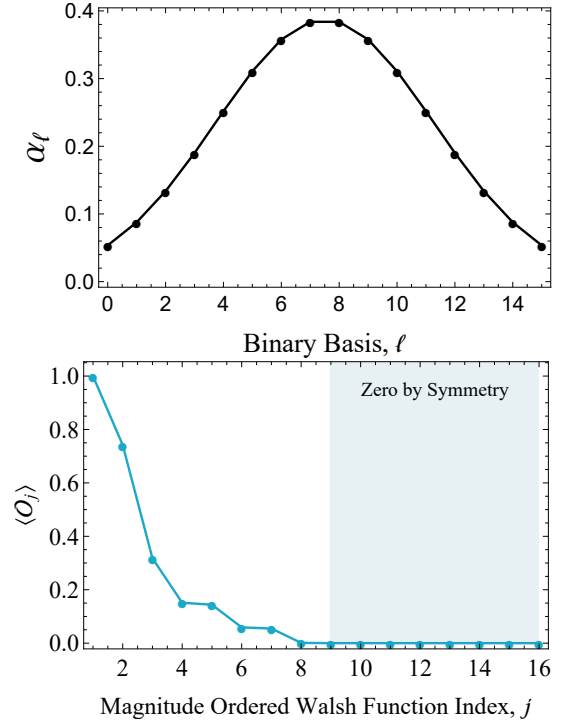 0.4
0.3
0.2
0.1
0.0
αℓ
0 2 4 6 8 10 12 14
Binary Basis, ℓ
1.0
0.8
0.6
0.4
0.2
0.0
⟨Oj⟩
Zero by Symmetry
2 4 6 8 10 12 14 16
Magnitude Ordered Walsh Function Index, j